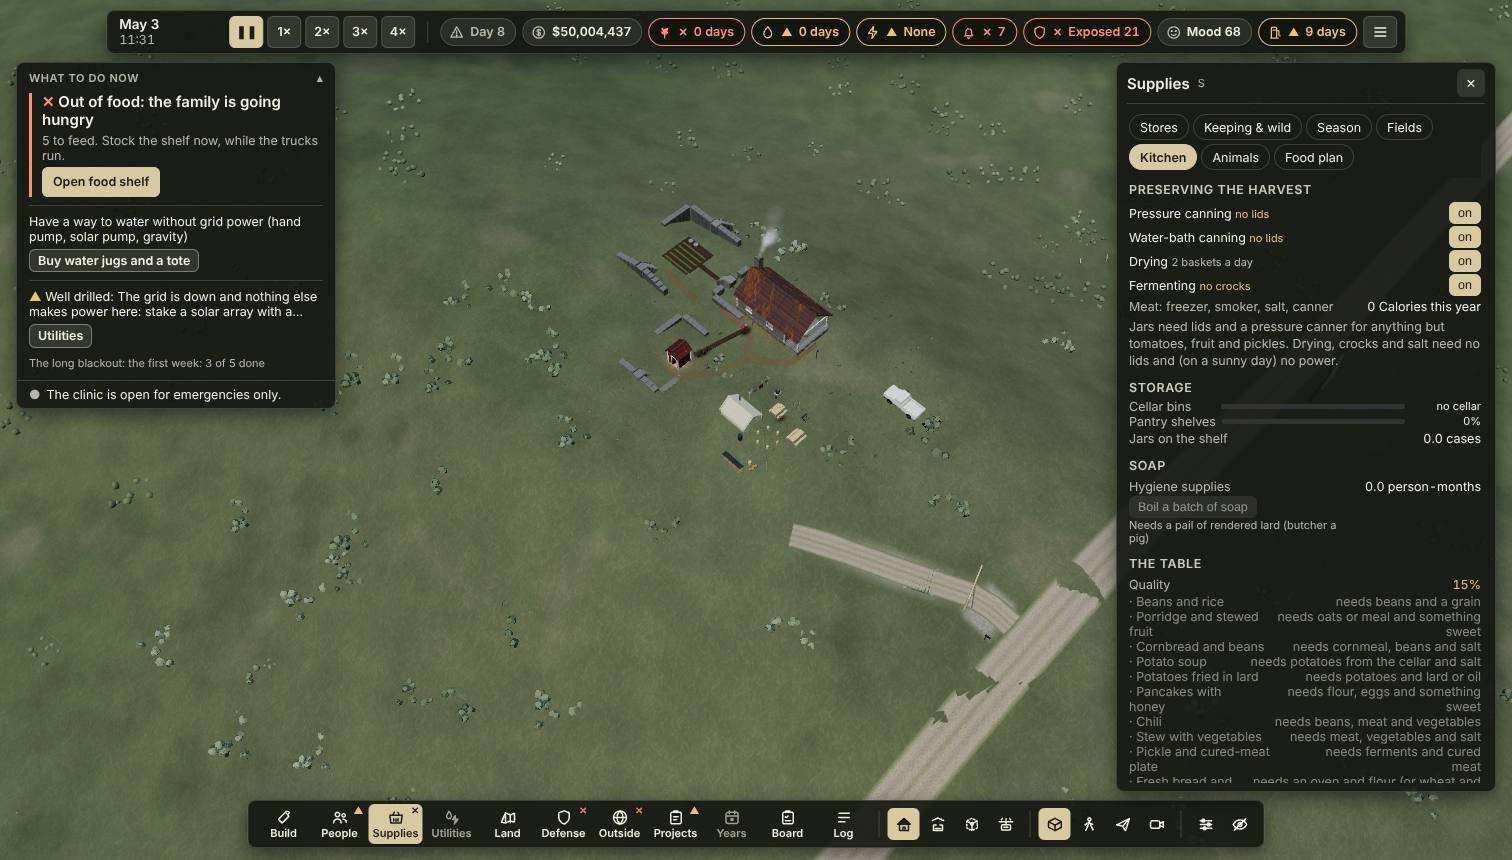 May 3
11:31
1×
2×
3×
4×
Day 8
$50,004,437
× 0 days
▲ 0 days
▲ None
× 7
× Exposed 21
Mood 68
▲ 9 days
WHAT TO DO NOW
× Out of food: the family is going
hungry
5 to feed. Stock the shelf now, while the trucks
run.
Open food shelf
Have a way to water without grid power (hand
pump, solar pump, gravity)
Buy water jugs and a tote
▲ Well drilled: The grid is down and nothing else
makes power here: stake a solar array with a...
Utilities
The long blackout: the first week: 3 of 5 done
The clinic is open for emergencies only.
Supplies S
Stores
Keeping & wild
Season
Fields
Kitchen
Animals
Food plan
PRESERVING THE HARVEST
Pressure canning no lids on
Water-bath canning no lids on
Drying 2 baskets a day on
Fermenting no crocks on
Meat: freezer, smoker, salt, canner 0 Calories this year
Jars need lids and a pressure canner for anything but
tomatoes, fruit and pickles. Drying, crocks and salt need no
lids and (on a sunny day) no power.
STORAGE
Cellar bins no cellar
Pantry shelves 0%
Jars on the shelf 0.0 cases
SOAP
Hygiene supplies 0.0 person-months
Boil a batch of soap
Needs a pail of rendered lard (butcher a
pig)
THE TABLE
Quality 15%
· Beans and rice needs beans and a grain
· Porridge and stewed needs oats or meal and something
fruit sweet
· Cornbread and beans needs cornmeal, beans and salt
· Potato soup needs potatoes from the cellar and salt
· Potatoes fried in lard needs potatoes and lard or oil
· Pancakes with needs flour, eggs and something
honey sweet
· Chili needs beans, meat and vegetables
· Stew with vegetables needs meat, vegetables and salt
· Pickle and cured-meat needs ferments and cured
plate meat
· Fresh bread and needs an oven and flour (or wheat and
Build
People
Supplies
Utilities
Land
Defense
Outside
Projects
Years
Board
Log